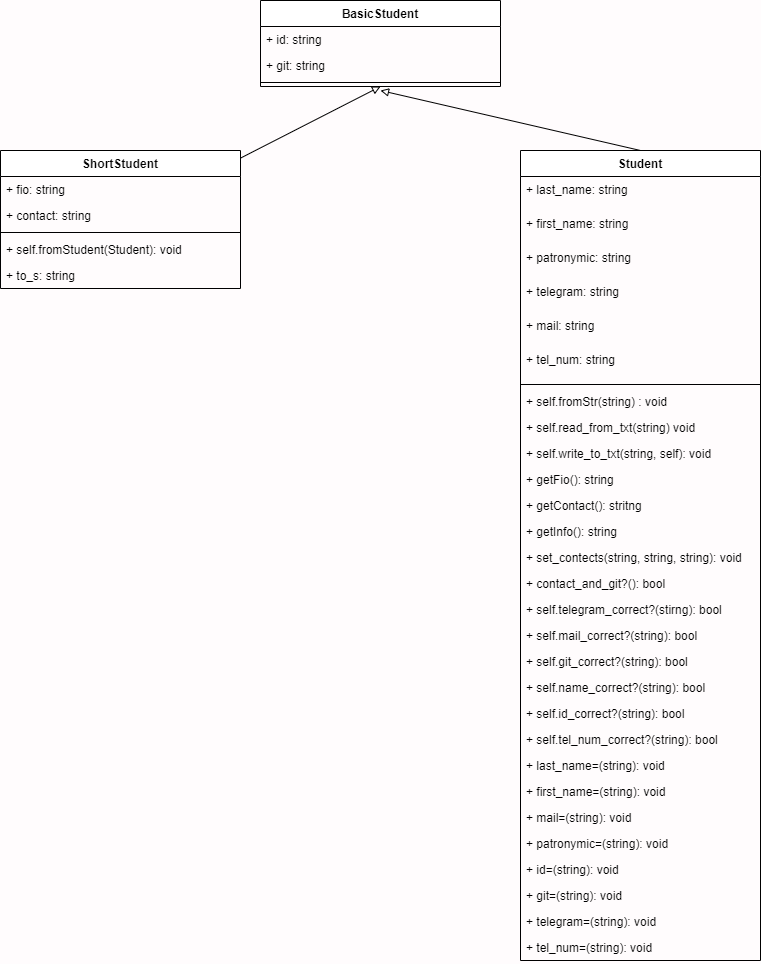 BasicStudent
+ id: string
+ git: string
ShortStudent
+ fio: string
+ contact: string
+ self.fromStudent(Student): void
+ to_s: string
Student
+ last_name: string
+ first_name: string
+ patronymic: string
+ telegram: string
+ mail: string
+ tel_num: string
+ self.fromStr(string) : void
+ self.read_from_txt(string) void
+ self.write_to_txt(string, self): void
+ getFio(): string
+ getContact(): stritng
+ getInfo(): string
+ set_contects(string, string, string): void
+ contact_and_git?(): bool
+ self.telegram_correct?(stirng): bool
+ self.mail_correct?(string): bool
+ self.git_correct?(string): bool
+ self.name_correct?(string): bool
+ self.id_correct?(string): bool
+ self.tel_num_correct?(string): bool
+ last_name=(string): void
+ first_name=(string): void
+ mail=(string): void
+ patronymic=(string): void
+ id=(string): void
+ git=(string): void
+ telegram=(string): void
+ tel_num=(string): void